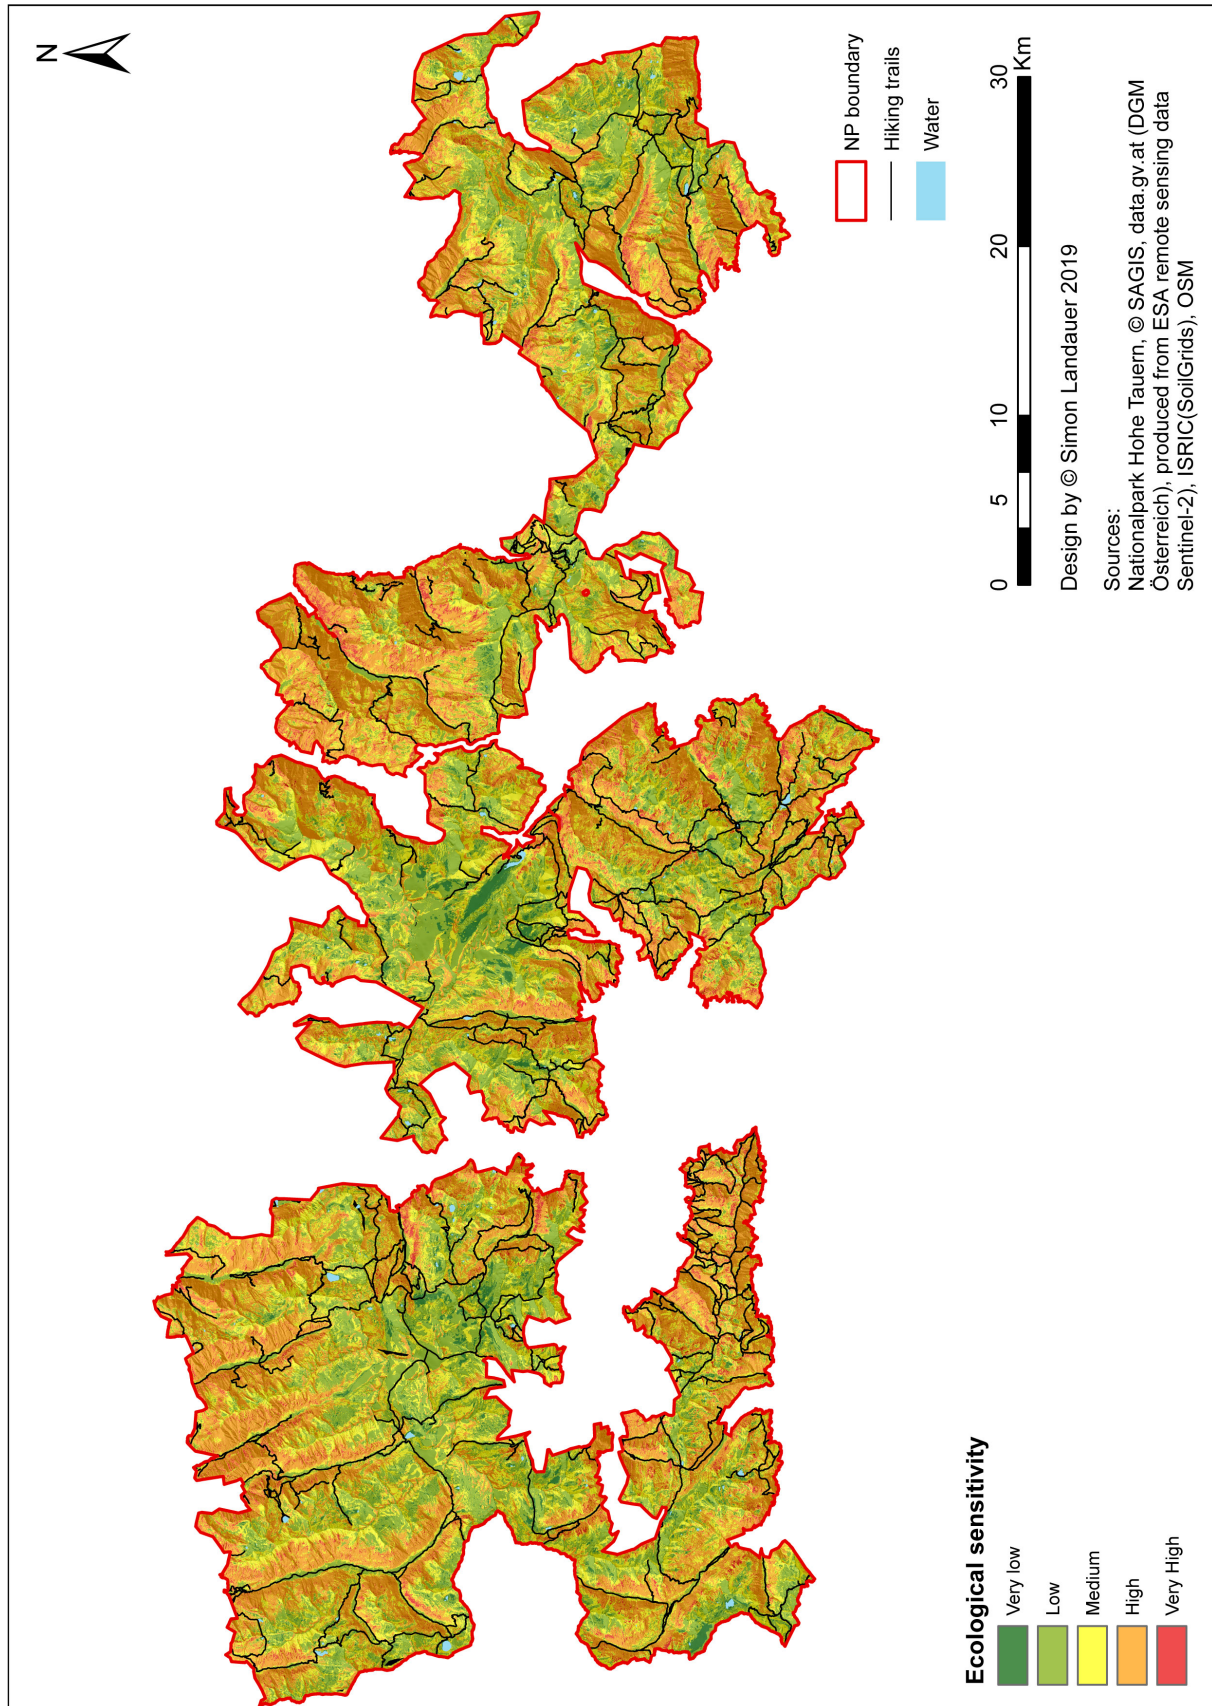 N
Ecological sensitivity
Very low
Low
Medium
High
Very High
NP boundary
Hiking trails
Water
0 5 10 20 30
Km
Design by © Simon Landauer 2019
Sources:
Nationalpark Hohe Tauern, © SAGIS, data.gv.at (DGM
Österreich), produced from ESA remote sensing data
Sentinel-2), ISRIC(SoilGrids), OSM